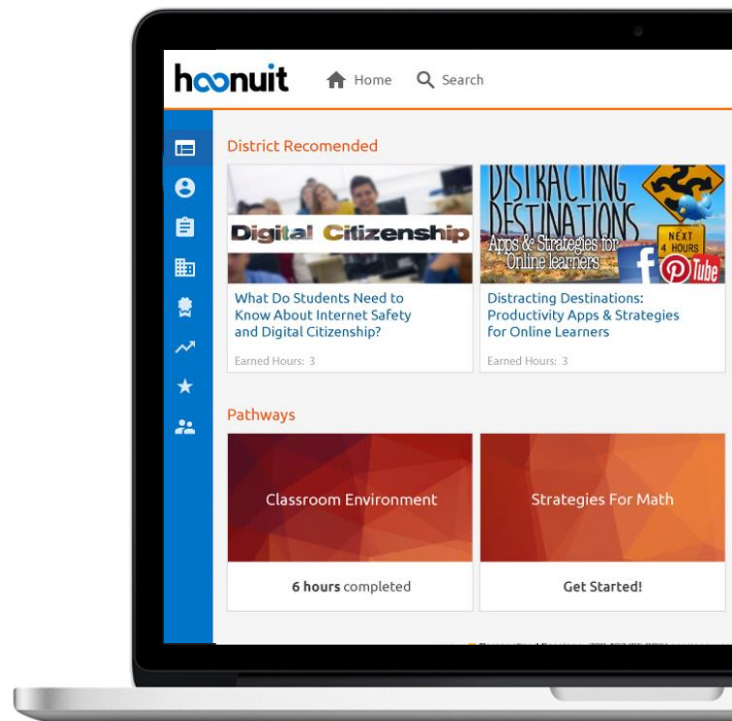 hoonuit
Home
Search
District Recomended
Digital Citizenship
DISTRACTING
DESTINATIONS
Apps & Strategies for
Online learners
NEXT
4 HOURS
f
Tube
What Do Students Need to
Know About Internet Safety
and Digital Citizenship?
Earned Hours: 3
Distracting Destinations:
Productivity Apps & Strategies
for Online Learners
Earned Hours: 3
Pathways
Classroom Environment
6 hours completed
Strategies For Math
Get Started!